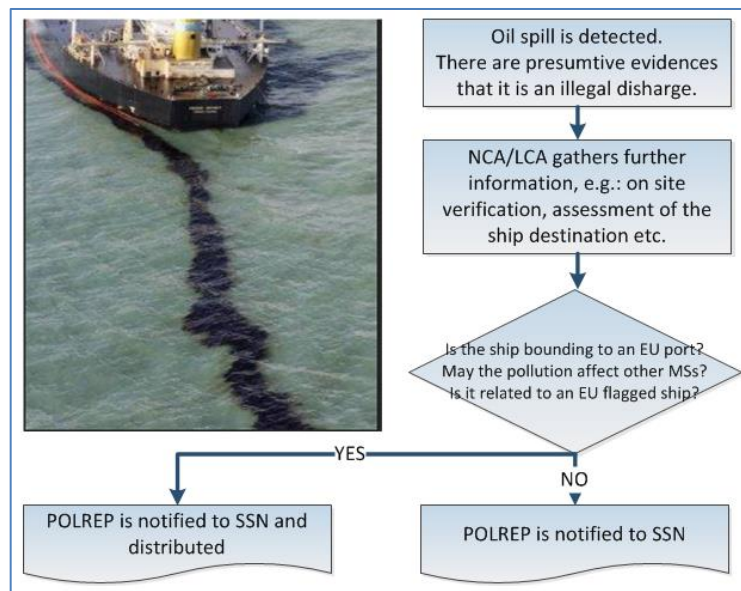 Oil spill is detected.
There are presumtive evidences
that it is an illegal disharge.
NCA/LCA gathers further
information, e.g.: on site
verification, assessment of the
ship destination etc.
Is the ship bounding to an EU port?
May the pollution affect other MSs?
Is it related to an EU flagged ship?
YES
NO
POLREP is notified to SSN and
distributed
POLREP is notified to SSN